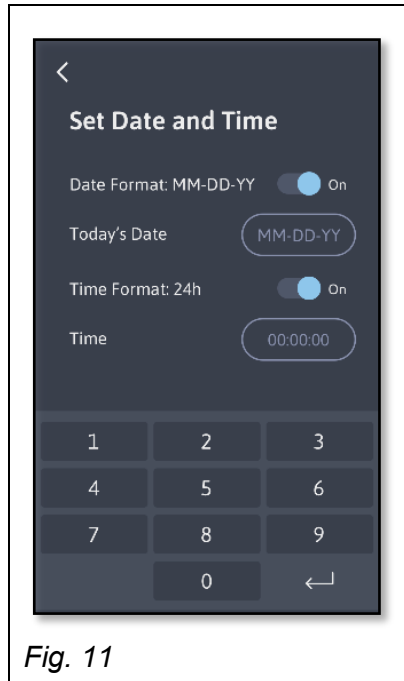 Set Date and Time
Date Format: MM-DD-YY On
Today's Date MM-DD-YY
Time Format: 24h On
Time 00:00:00
1 2 3
4 5 6
7 8 9
0
Fig. 11